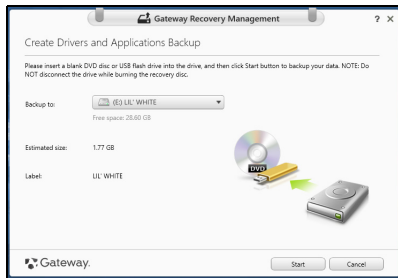 Gateway Recovery Management
? ×
Create Drivers and Applications Backup
Please insert a blank DVD disc or USB flash drive into the drive, and then click Start button to backup your data. NOTE: Do
NOT disconnect the drive while burning the recovery disc.
Backup to: (E:) LIL' WHITE
Free space: 28.60 GB
Estimated size: 1.77 GB
Label: LIL' WHITE
DVD
Gateway.
Start Cancel